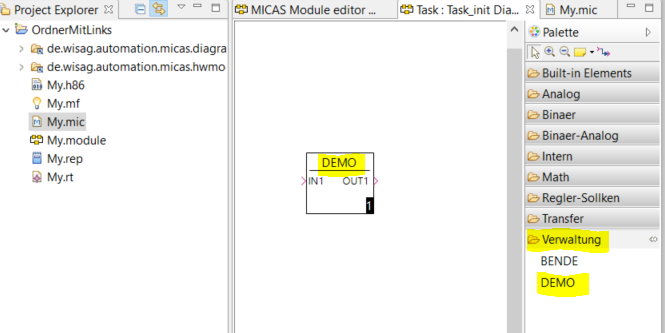 Project Explorer
OrdnerMitLinks
de.wisag.automation.micas.diagra
de.wisag.automation.micas.hwmo
My.h86
My.mf
My.mic
My.module
My.rep
My.rt
MICAS Module editor ...
Task : Task_init Dia...
My.mic
DEMO
IN1 OUT1
1
Palette
Built-in Elements
Analog
Binaer
Binaer-Analog
Intern
Math
Regler-Sollken
Transfer
Verwaltung
BENDE
DEMO